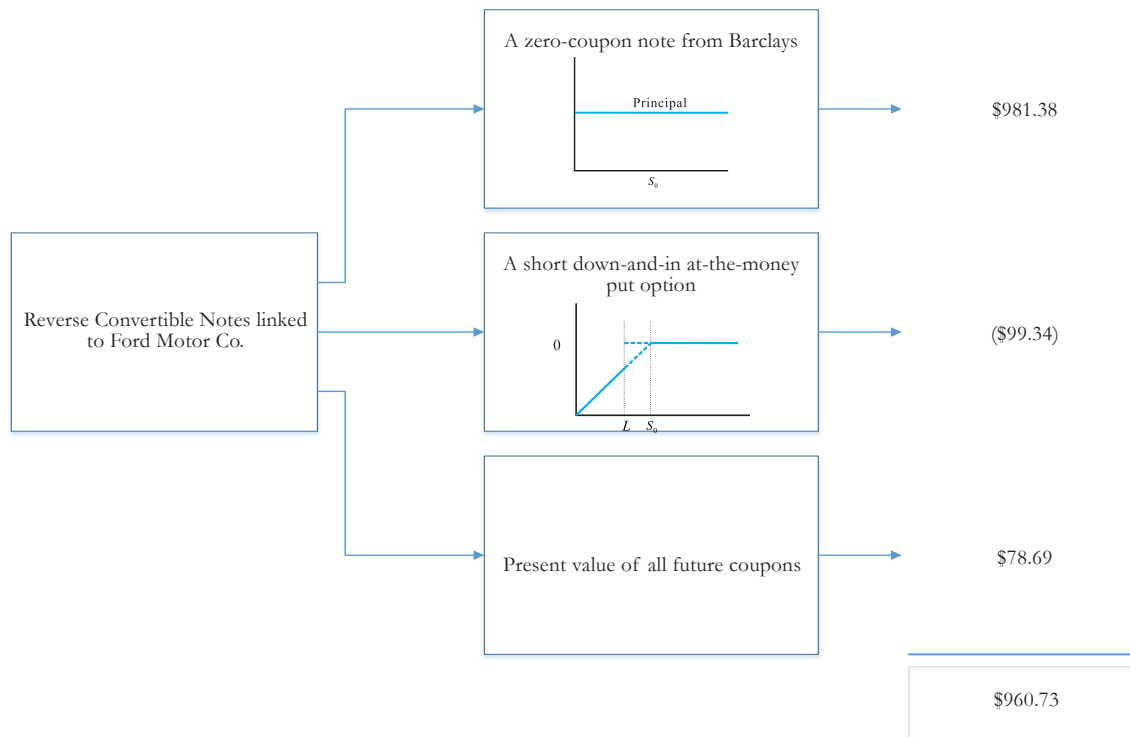 A zero-coupon note from Barclays
Principal
S₀
$981.38
Reverse Convertible Notes linked
to Ford Motor Co.
A short down-and-in at-the-money
put option
0
L S₀
($99.34)
Present value of all future coupons
$78.69
$960.73